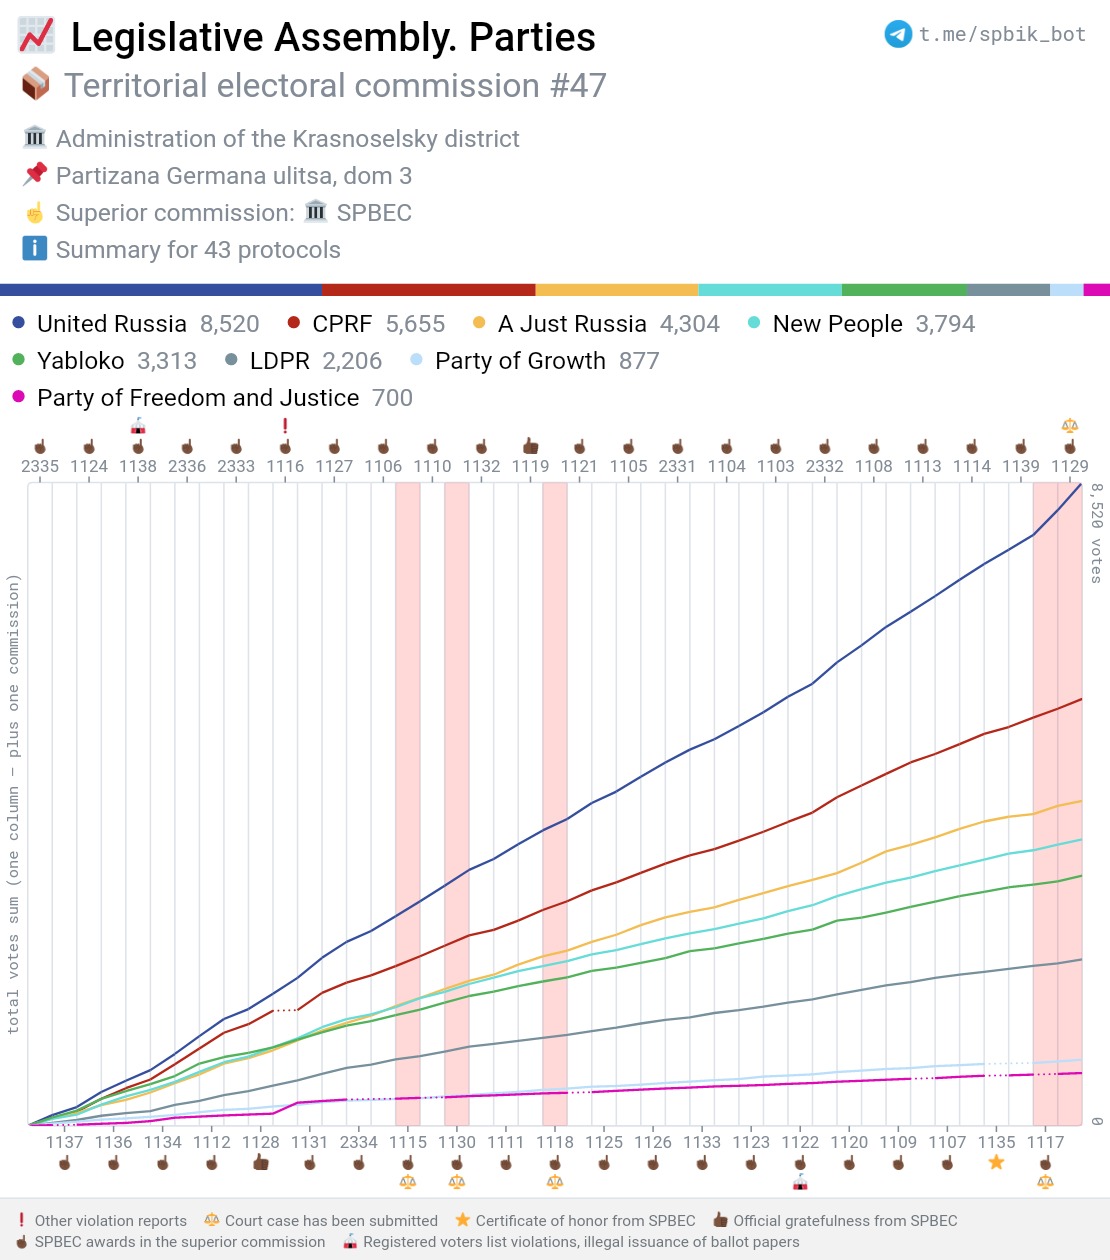 Legislative Assembly. Parties
t.me/spbik_bot
Territorial electoral commission #47
Administration of the Krasnoselsky district
Partizana Germana ulitsa, dom 3
Superior commission: SPBEC
Summary for 43 protocols
United Russia 8,520 CPRF 5,655 A Just Russia 4,304 New People 3,794
Yabloko 3,313 LDPR 2,206 Party of Growth 877
Party of Freedom and Justice 700
2335 1124 1138 2336 2333 1116 1127 1106 1110 1132 1119 1121 1105 2331 1104 1103 2332 1108 1113 1114 1139 1129
8,520 votes
total votes sum (one column – plus one commission)
0
1137 1136 1134 1112 1128 1131 2334 1115 1130 1111 1118 1125 1126 1133 1123 1122 1120 1109 1107 1135 1117
Other violation reports Court case has been submitted Certificate of honor from SPBEC Official gratefulness from SPBEC
SPBEC awards in the superior commission Registered voters list violations, illegal issuance of ballot papers